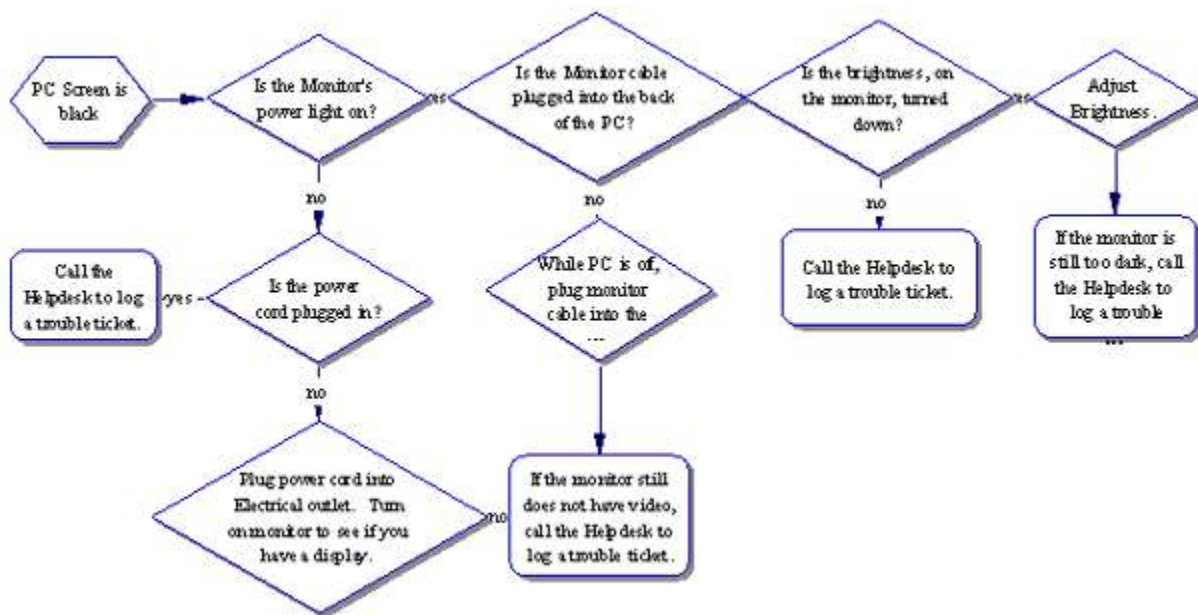 PC Screen is
black
Is the Monitor's
power light on?
yes
Is the Monitor cable
plugged into the back
of the PC?
Is the brightness, on
the monitor, turned
down?
yes
Adjust
Brightness.
no
no
no
Call the
Helpdesk to log
a trouble ticket.
yes
Is the power
cord plugged in?
While PC is of,
plug monitor
cable into the
...
Call the Helpdesk to
log a trouble ticket.
If the monitor is
still too dark, call
the Helpdesk to
log a trouble
...
no
Plug power cord into
Electrical outlet. Turn
on monitor to see if you
have a display.
no
If the monitor still
does not have video,
call the Helpdesk to
log a trouble ticket.